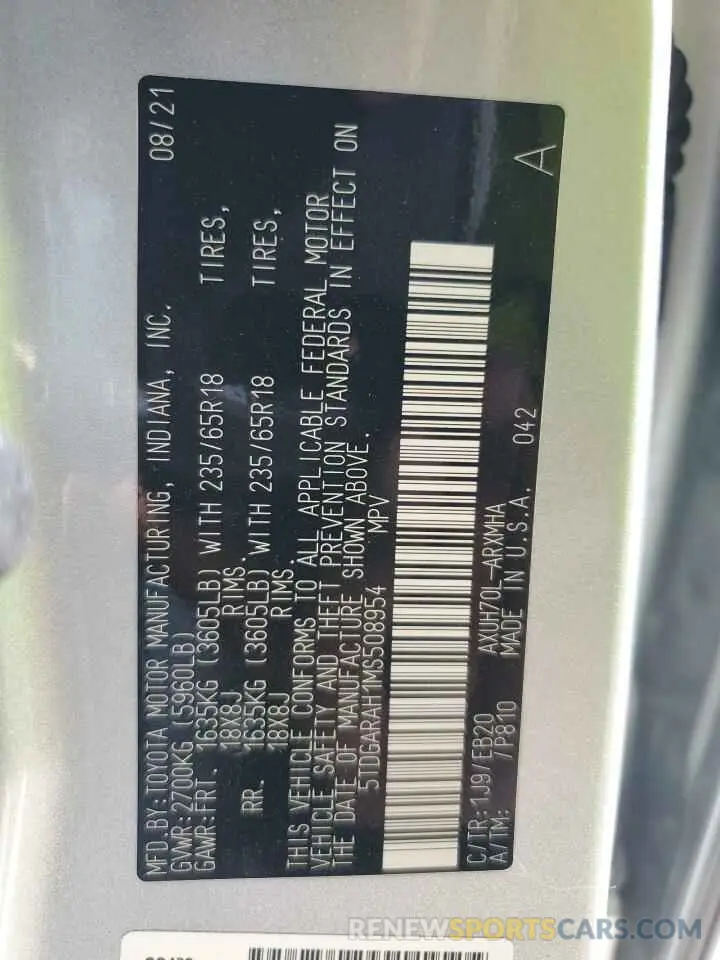 MFD.BY:TOYOTA MOTOR MANUFACTURING, INDIANA, INC. 08/21
GVWR:2700KG (5960LB)
GAWR:FRT. 1635KG (3605LB) WITH 235/65R18 TIRES,
18X8J RIMS
RR. 1635KG (3605LB) WITH 235/65R18 TIRES,
18X8J RIMS
THIS VEHICLE CONFORMS TO ALL APPLICABLE FEDERAL MOTOR
VEHICLE SAFETY AND THEFT PREVENTION STANDARDS IN EFFECT ON
THE DATE OF MANUFACTURE SHOWN ABOVE.
5TDGARAH1MS508954 MPV
C/TR:1J9/EB20 AXUH70L-ARXMHA
A/TM: /P810 MADE IN U.S.A. 042 A
RENEWSPORTSCARS.COM